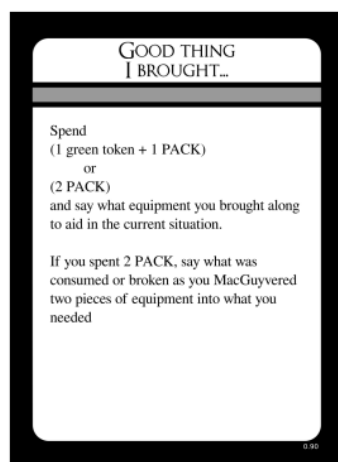 GOOD THING
I BROUGHT...
Spend
(1 green token + 1 PACK)
or
(2 PACK)
and say what equipment you brought along
to aid in the current situation.
If you spent 2 PACK, say what was
consumed or broken as you MacGuyvered
two pieces of equipment into what you
needed
0.90